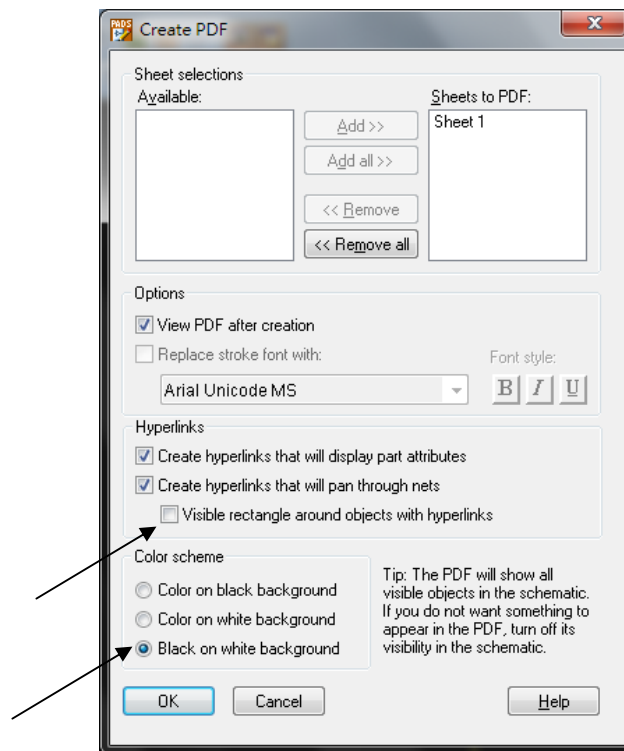 PADS
Create PDF
Sheet selections
Available:
Sheets to PDF:
Add >>
Sheet 1
Add all >>
<< Remove
<< Remove all
Options
View PDF after creation
Replace stroke font with:
Font style:
Arial Unicode MS
B I U
Hyperlinks
Create hyperlinks that will display part attributes
Create hyperlinks that will pan through nets
Visible rectangle around objects with hyperlinks
Color scheme
Color on black background
Color on white background
Black on white background
Tip: The PDF will show all
visible objects in the schematic.
If you do not want something to
appear in the PDF, turn off its
visibility in the schematic.
OK
Cancel
Help